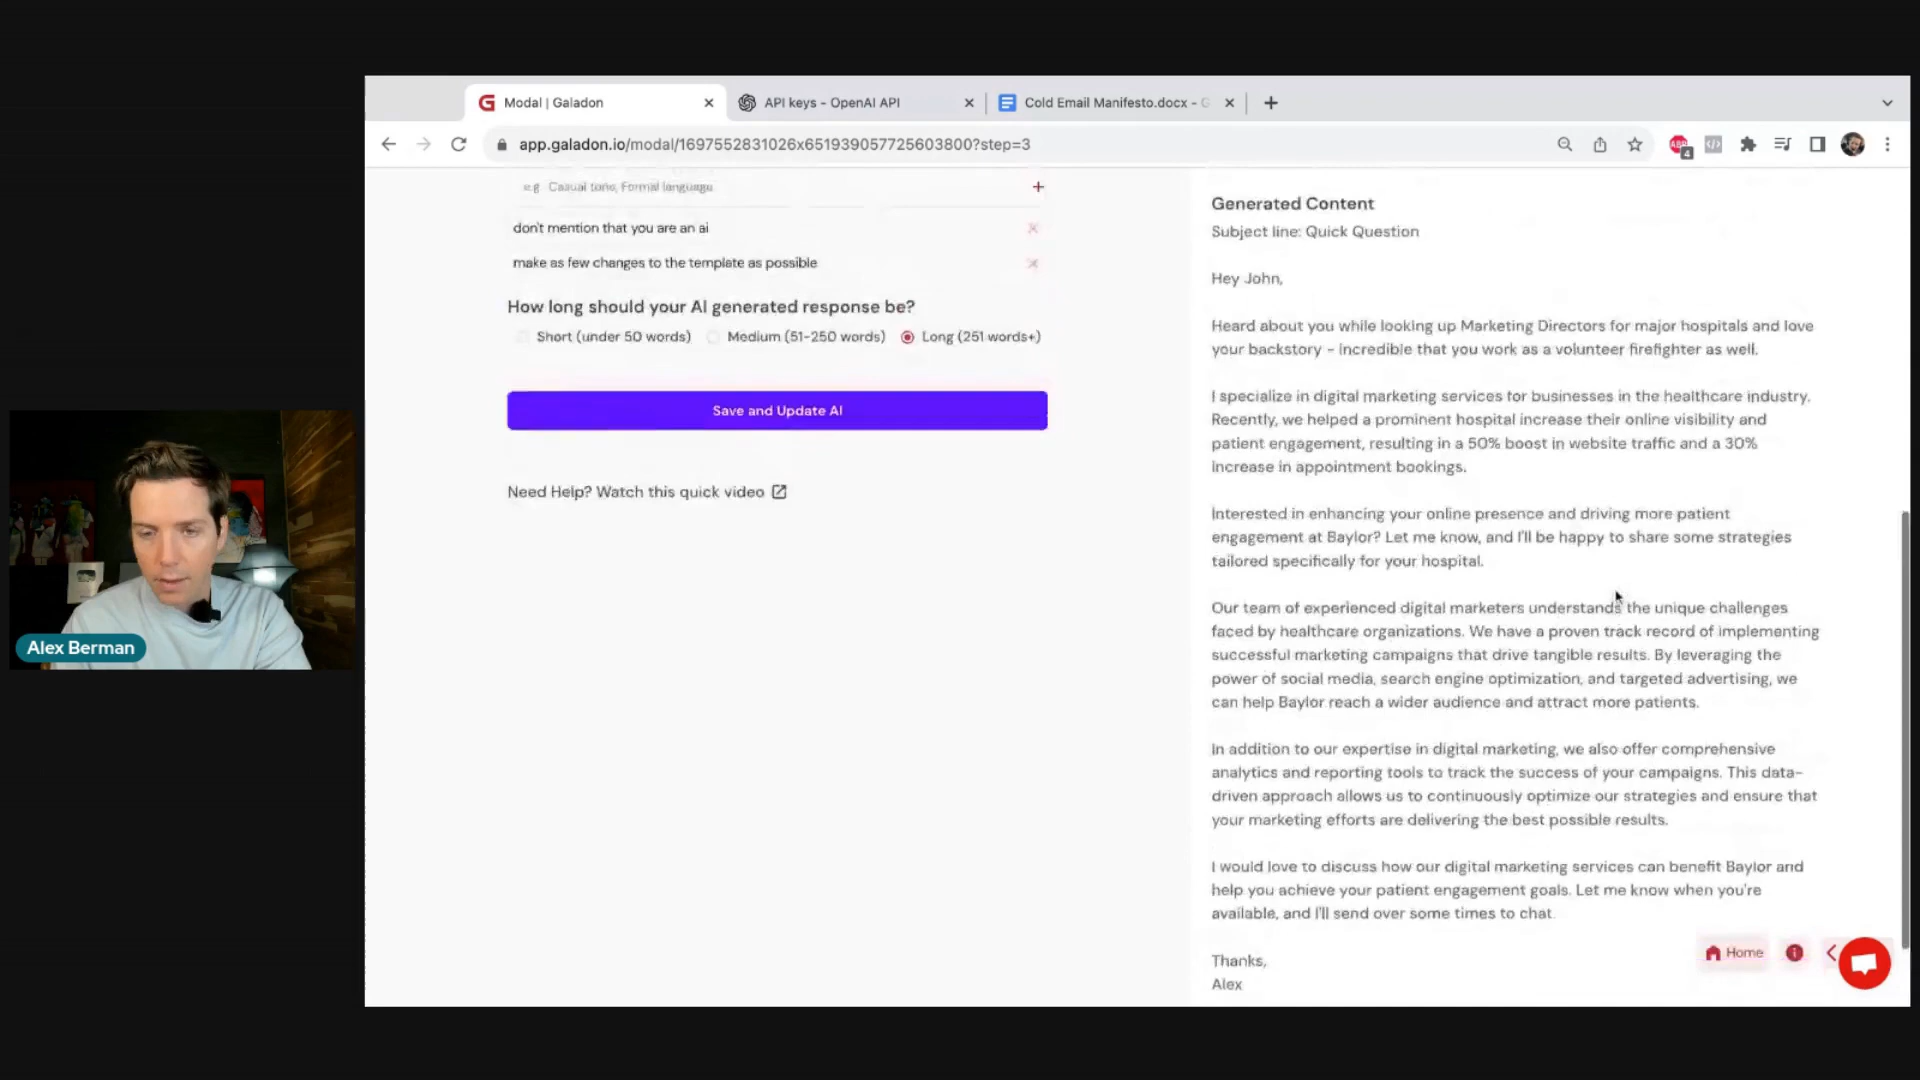 Modal | Galadon
API keys - OpenAI API
Cold Email Manifesto.docx - G
app.galadon.io/modal/1697552831026x651939057725603800?step=3
ABP
4
e.g Casual tone, Formal language
don't mention that you are an ai
make as few changes to the template as possible
How long should your AI generated response be?
Short (under 50 words)
Medium (51-250 words)
Long (251 words+)
Save and Update AI
Need Help? Watch this quick video
Alex Berman
Generated Content
Subject line: Quick Question
Hey John,
Heard about you while looking up Marketing Directors for major hospitals and love
your backstory - incredible that you work as a volunteer firefighter as well.
I specialize in digital marketing services for businesses in the healthcare industry.
Recently, we helped a prominent hospital increase their online visibility and
patient engagement, resulting in a 50% boost in website traffic and a 30%
increase in appointment bookings.
Interested in enhancing your online presence and driving more patient
engagement at Baylor? Let me know, and I'll be happy to share some strategies
tailored specifically for your hospital.
Our team of experienced digital marketers understands the unique challenges
faced by healthcare organizations. We have a proven track record of implementing
successful marketing campaigns that drive tangible results. By leveraging the
power of social media, search engine optimization, and targeted advertising, we
can help Baylor reach a wider audience and attract more patients.
In addition to our expertise in digital marketing, we also offer comprehensive
analytics and reporting tools to track the success of your campaigns. This data-
driven approach allows us to continuously optimize our strategies and ensure that
your marketing efforts are delivering the best possible results.
I would love to discuss how our digital marketing services can benefit Baylor and
help you achieve your patient engagement goals. Let me know when you're
available, and I'll send over some times to chat.
Thanks,
Alex
Home